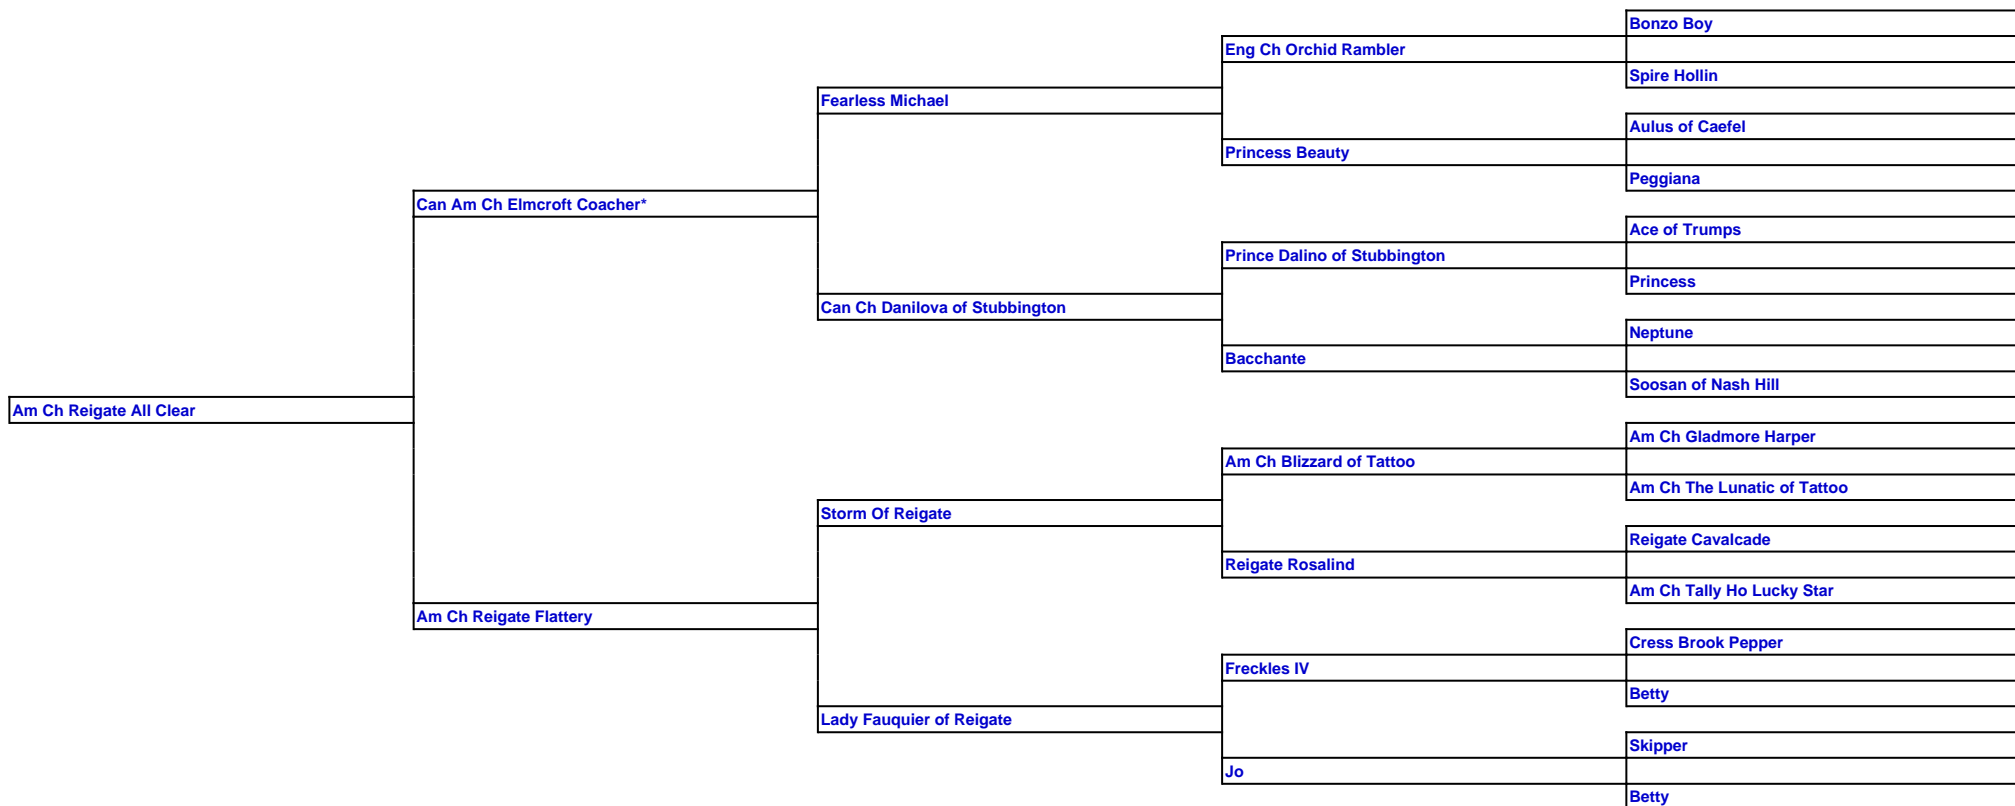 Bonzo Boy
Eng Ch Orchid Rambler
Spire Hollin
Fearless Michael
Aulus of Caefel
Princess Beauty
Peggiana
Can Am Ch Elmcroft Coacher*
Ace of Trumps
Prince Dalino of Stubbington
Princess
Can Ch Danilova of Stubbington
Neptune
Bacchante
Soosan of Nash Hill
Am Ch Reigate All Clear
Am Ch Gladmore Harper
Am Ch Blizzard of Tattoo
Am Ch The Lunatic of Tattoo
Storm Of Reigate
Reigate Cavalcade
Reigate Rosalind
Am Ch Tally Ho Lucky Star
Am Ch Reigate Flattery
Cress Brook Pepper
Freckles IV
Betty
Lady Fauquier of Reigate
Skipper
Jo
Betty